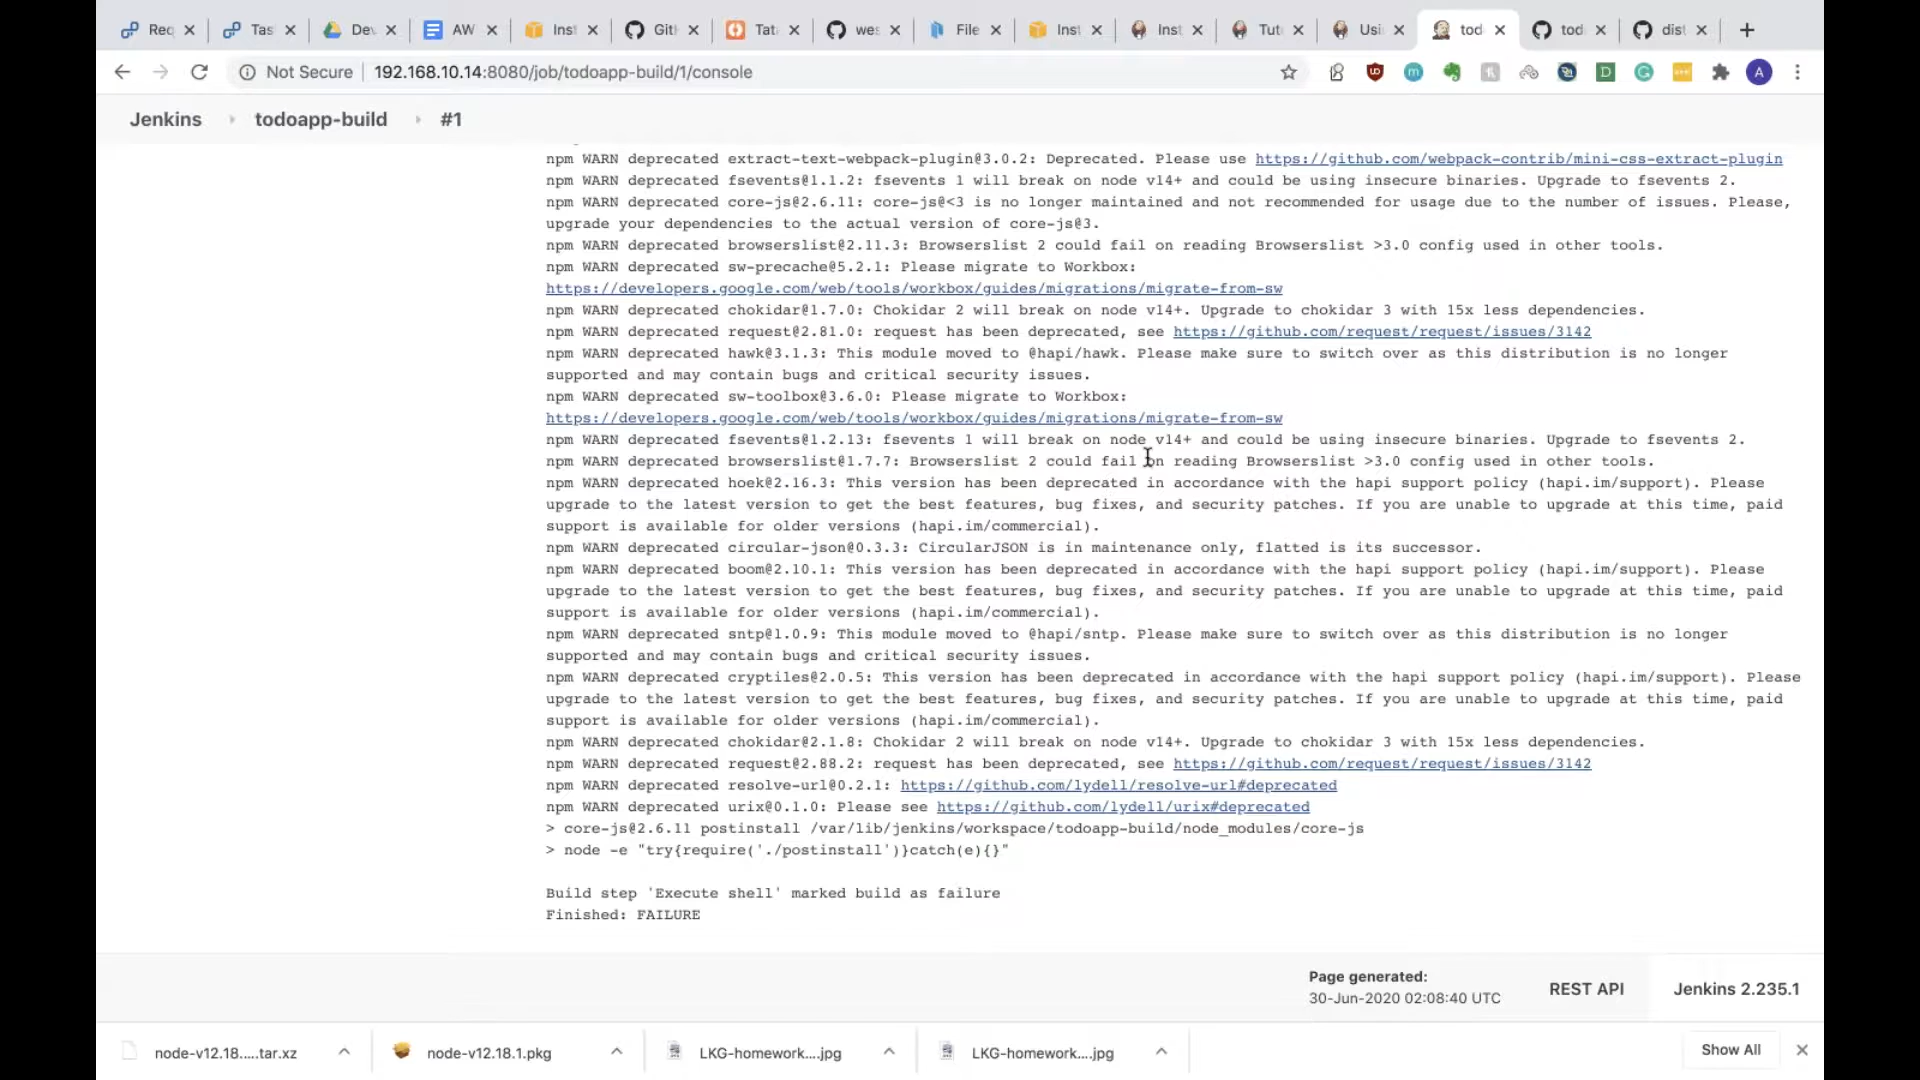 Req
Tas
Dev
AW
Inst
Gith
Tata
wes
File
Inst
Inst
Tuto
Usi
tod
tod
dist
Not Secure
192.168.10.14:8080/job/todoapp-build/1/console
Jenkins
todoapp-build
#1
npm WARN deprecated extract-text-webpack-plugin@3.0.2: Deprecated. Please use https://github.com/webpack-contrib/mini-css-extract-plugin
npm WARN deprecated fsevents@1.1.2: fsevents 1 will break on node v14+ and could be using insecure binaries. Upgrade to fsevents 2.
npm WARN deprecated core-js@2.6.11: core-js@<3 is no longer maintained and not recommended for usage due to the number of issues. Please,
upgrade your dependencies to the actual version of core-js@3.
npm WARN deprecated browserslist@2.11.3: Browserslist 2 could fail on reading Browserslist >3.0 config used in other tools.
npm WARN deprecated sw-precache@5.2.1: Please migrate to Workbox:
https://developers.google.com/web/tools/workbox/guides/migrations/migrate-from-sw
npm WARN deprecated chokidar@1.7.0: Chokidar 2 will break on node v14+. Upgrade to chokidar 3 with 15x less dependencies.
npm WARN deprecated request@2.81.0: request has been deprecated, see https://github.com/request/request/issues/3142
npm WARN deprecated hawk@3.1.3: This module moved to @hapi/hawk. Please make sure to switch over as this distribution is no longer
supported and may contain bugs and critical security issues.
npm WARN deprecated sw-toolbox@3.6.0: Please migrate to Workbox:
https://developers.google.com/web/tools/workbox/guides/migrations/migrate-from-sw
npm WARN deprecated fsevents@1.2.13: fsevents 1 will break on node v14+ and could be using insecure binaries. Upgrade to fsevents 2.
npm WARN deprecated browserslist@1.7.7: Browserslist 2 could fail on reading Browserslist >3.0 config used in other tools.
npm WARN deprecated hoek@2.16.3: This version has been deprecated in accordance with the hapi support policy (hapi.im/support). Please
upgrade to the latest version to get the best features, bug fixes, and security patches. If you are unable to upgrade at this time, paid
support is available for older versions (hapi.im/commercial).
npm WARN deprecated circular-json@0.3.3: CircularJSON is in maintenance only, flatted is its successor.
npm WARN deprecated boom@2.10.1: This version has been deprecated in accordance with the hapi support policy (hapi.im/support). Please
upgrade to the latest version to get the best features, bug fixes, and security patches. If you are unable to upgrade at this time, paid
support is available for older versions (hapi.im/commercial).
npm WARN deprecated sntp@1.0.9: This module moved to @hapi/sntp. Please make sure to switch over as this distribution is no longer
supported and may contain bugs and critical security issues.
npm WARN deprecated cryptiles@2.0.5: This version has been deprecated in accordance with the hapi support policy (hapi.im/support). Please
upgrade to the latest version to get the best features, bug fixes, and security patches. If you are unable to upgrade at this time, paid
support is available for older versions (hapi.im/commercial).
npm WARN deprecated chokidar@2.1.8: Chokidar 2 will break on node v14+. Upgrade to chokidar 3 with 15x less dependencies.
npm WARN deprecated request@2.88.2: request has been deprecated, see https://github.com/request/request/issues/3142
npm WARN deprecated resolve-url@0.2.1: https://github.com/lydell/resolve-url#deprecated
npm WARN deprecated urix@0.1.0: Please see https://github.com/lydell/urix#deprecated
> core-js@2.6.11 postinstall /var/lib/jenkins/workspace/todoapp-build/node_modules/core-js
> node -e "try{require('./postinstall')}catch(e){}"
Build step 'Execute shell' marked build as failure
Finished: FAILURE
Page generated:
30-Jun-2020 02:08:40 UTC
REST API
Jenkins 2.235.1
node-v12.18.....tar.xz
node-v12.18.1.pkg
LKG-homework....jpg
LKG-homework....jpg
Show All